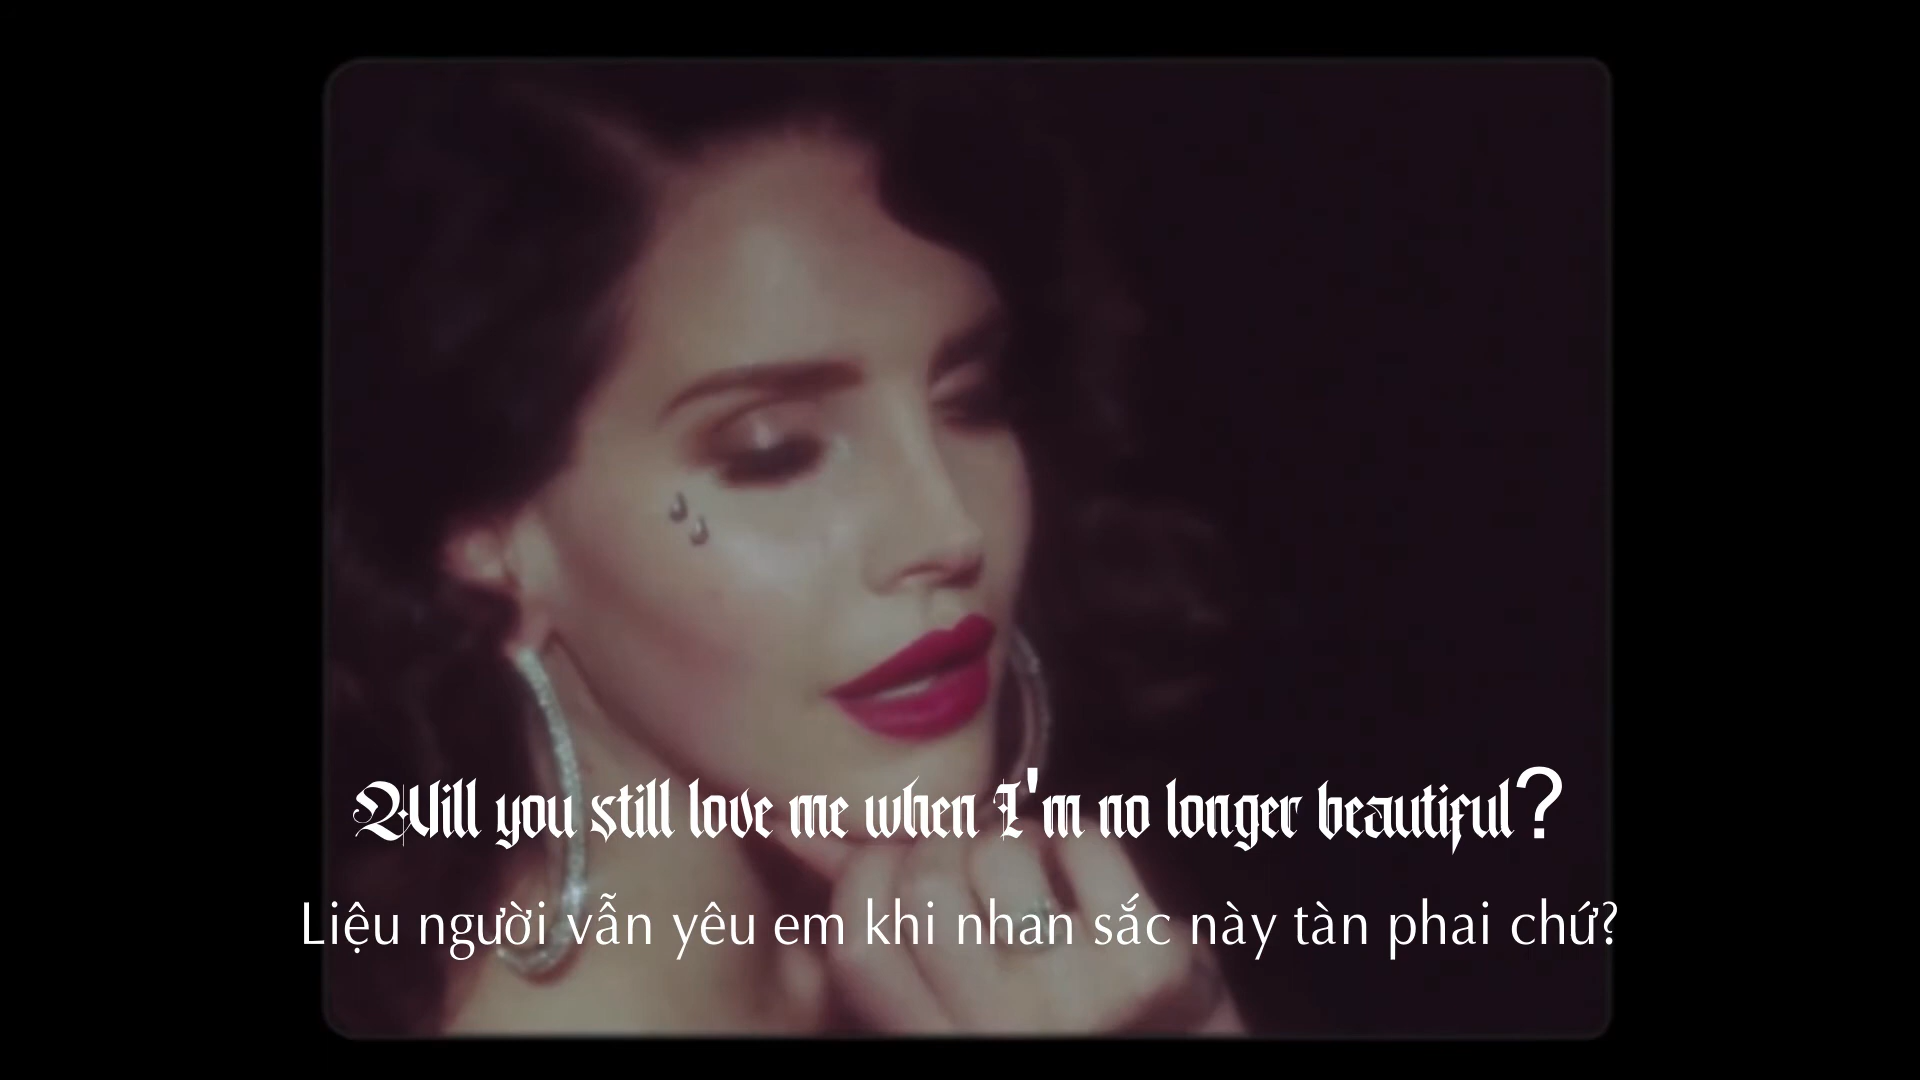 Will you still love me when I'm no longer beautiful?
Liệu người vẫn yêu em khi nhan sắc này tàn phai chứ?